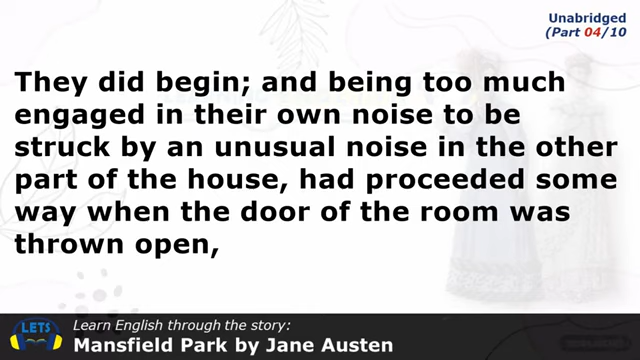 Unabridged
(Part 04/10
They did begin; and being too much
engaged in their own noise to be
struck by an unusual noise in the other
part of the house, had proceeded some
way when the door of the room was
thrown open,
LETS
Learn English through the story:
Mansfield Park by Jane Austen